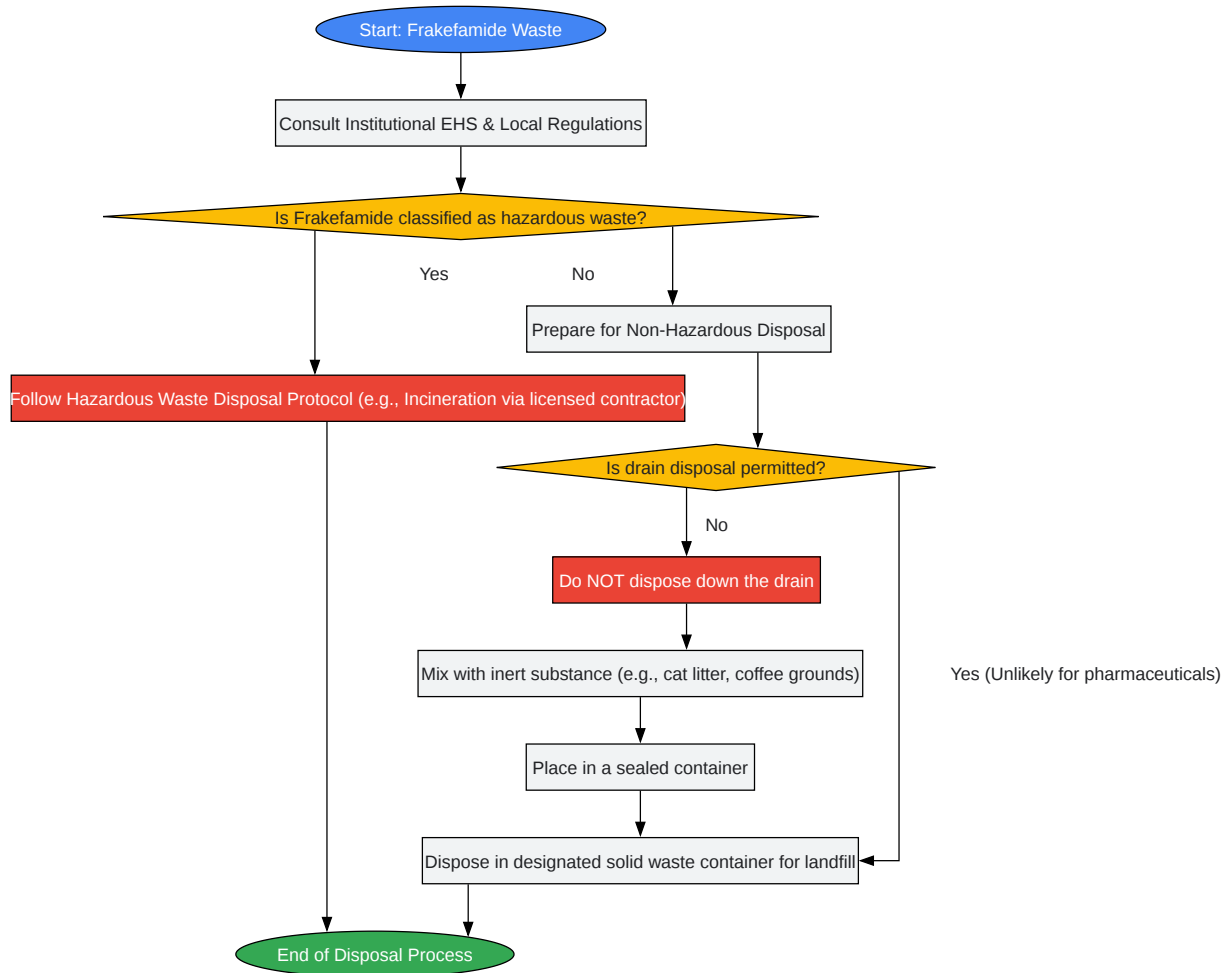 Start: Frakefamide Waste
Consult Institutional EHS & Local Regulations
Is Frakefamide classified as hazardous waste?
Yes
No
Prepare for Non-Hazardous Disposal
Follow Hazardous Waste Disposal Protocol (e.g., Incineration via licensed contractor)
Is drain disposal permitted?
No
Do NOT dispose down the drain
Mix with inert substance (e.g., cat litter, coffee grounds)
Yes (Unlikely for pharmaceuticals)
Place in a sealed container
Dispose in designated solid waste container for landfill
End of Disposal Process